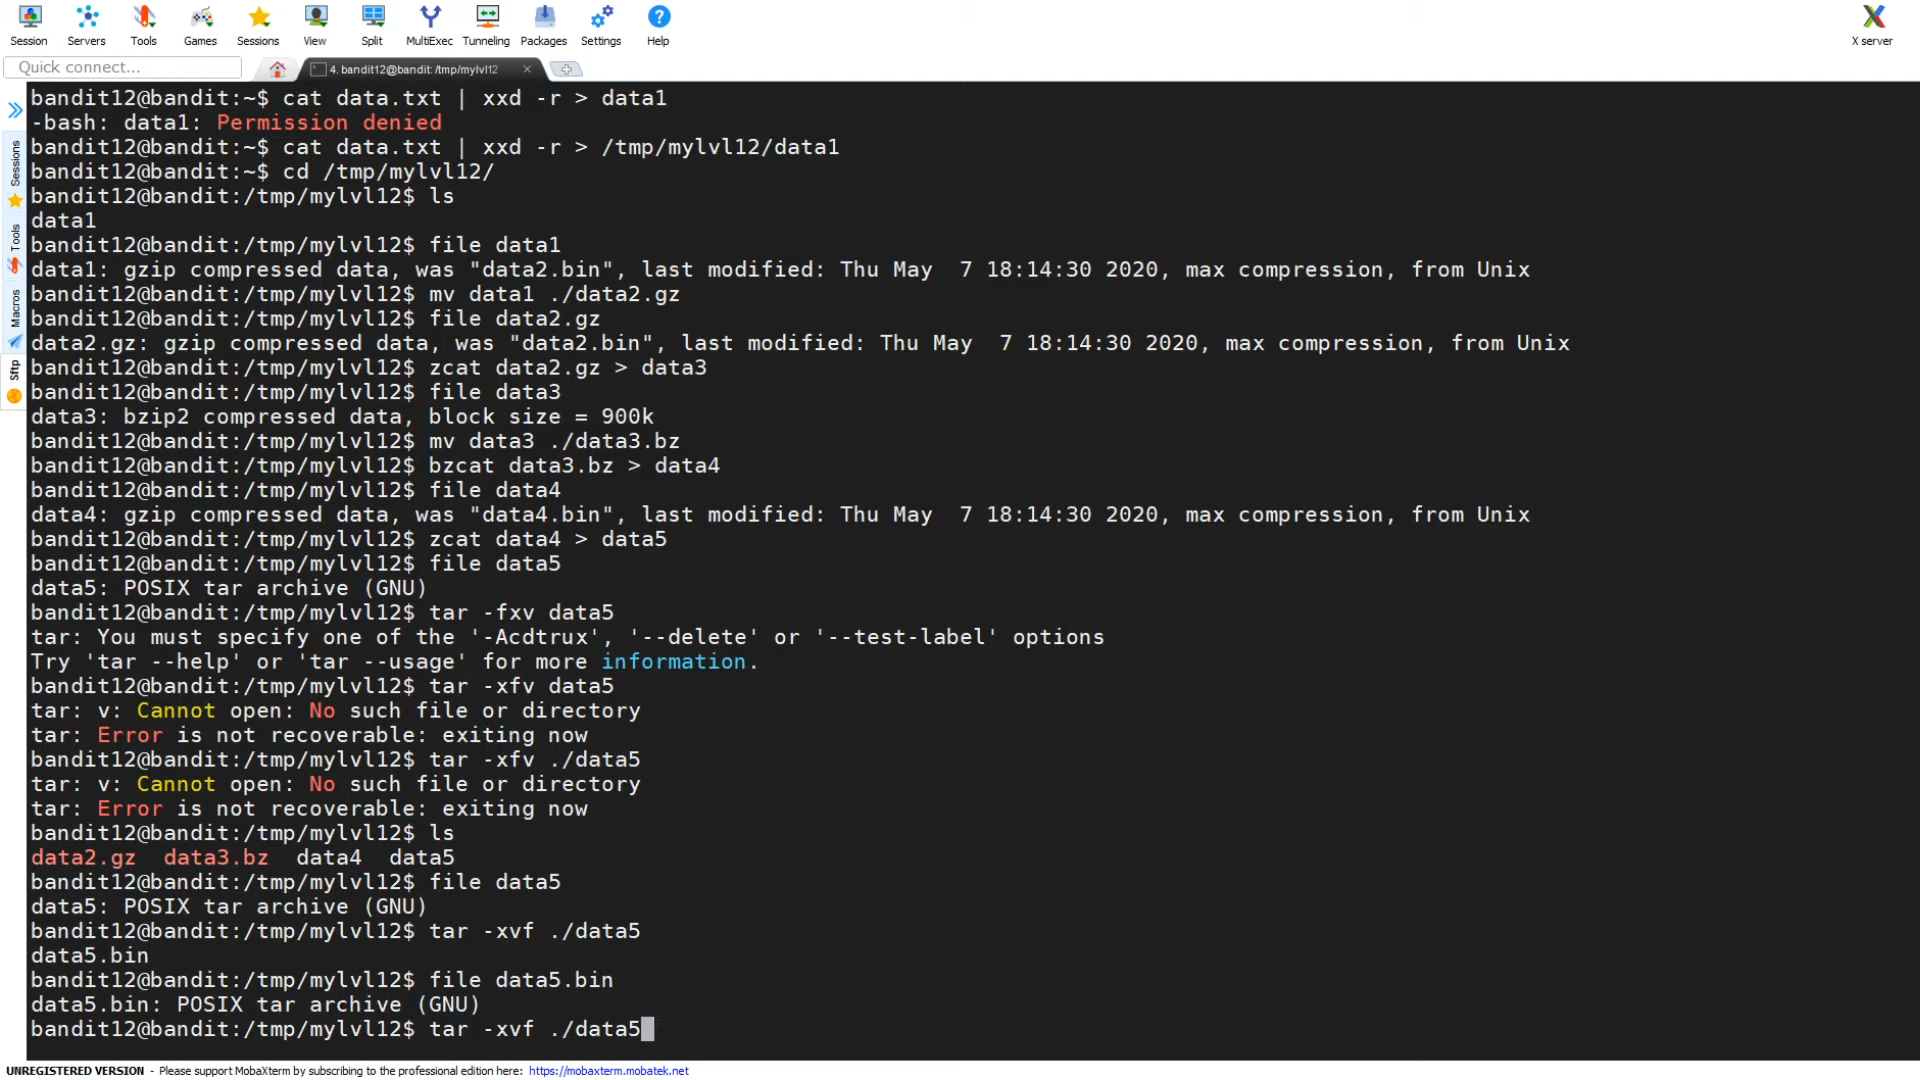 Session Servers Tools Games Sessions View Split MultiExec Tunneling Packages Settings Help X server
Quick connect... 4. bandit12@bandit: /tmp/mylvl12
Sessions
Tools
Macros
Sftp
bandit12@bandit:~$ cat data.txt | xxd -r > data1
-bash: data1: Permission denied
bandit12@bandit:~$ cat data.txt | xxd -r > /tmp/mylvl12/data1
bandit12@bandit:~$ cd /tmp/mylvl12/
bandit12@bandit:/tmp/mylvl12$ ls
data1
bandit12@bandit:/tmp/mylvl12$ file data1
data1: gzip compressed data, was "data2.bin", last modified: Thu May  7 18:14:30 2020, max compression, from Unix
bandit12@bandit:/tmp/mylvl12$ mv data1 ./data2.gz
bandit12@bandit:/tmp/mylvl12$ file data2.gz
data2.gz: gzip compressed data, was "data2.bin", last modified: Thu May  7 18:14:30 2020, max compression, from Unix
bandit12@bandit:/tmp/mylvl12$ zcat data2.gz > data3
bandit12@bandit:/tmp/mylvl12$ file data3
data3: bzip2 compressed data, block size = 900k
bandit12@bandit:/tmp/mylvl12$ mv data3 ./data3.bz
bandit12@bandit:/tmp/mylvl12$ bzcat data3.bz > data4
bandit12@bandit:/tmp/mylvl12$ file data4
data4: gzip compressed data, was "data4.bin", last modified: Thu May  7 18:14:30 2020, max compression, from Unix
bandit12@bandit:/tmp/mylvl12$ zcat data4 > data5
bandit12@bandit:/tmp/mylvl12$ file data5
data5: POSIX tar archive (GNU)
bandit12@bandit:/tmp/mylvl12$ tar -fxv data5
tar: You must specify one of the '-Acdtrux', '--delete' or '--test-label' options
Try 'tar --help' or 'tar --usage' for more information.
bandit12@bandit:/tmp/mylvl12$ tar -xfv data5
tar: v: Cannot open: No such file or directory
tar: Error is not recoverable: exiting now
bandit12@bandit:/tmp/mylvl12$ tar -xfv ./data5
tar: v: Cannot open: No such file or directory
tar: Error is not recoverable: exiting now
bandit12@bandit:/tmp/mylvl12$ ls
data2.gz  data3.bz  data4  data5
bandit12@bandit:/tmp/mylvl12$ file data5
data5: POSIX tar archive (GNU)
bandit12@bandit:/tmp/mylvl12$ tar -xvf ./data5
data5.bin
bandit12@bandit:/tmp/mylvl12$ file data5.bin
data5.bin: POSIX tar archive (GNU)
bandit12@bandit:/tmp/mylvl12$ tar -xvf ./data5
UNREGISTERED VERSION - Please support MobaXterm by subscribing to the professional edition here: https://mobaxterm.mobatek.net